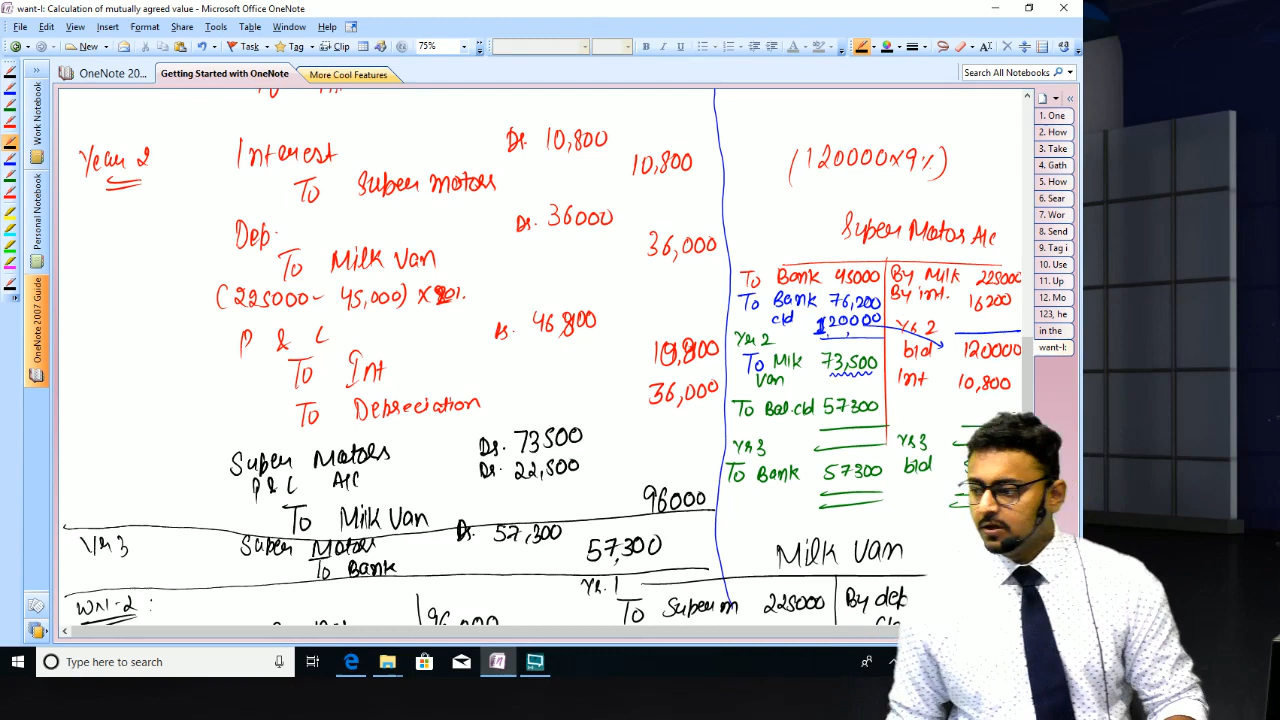 want-l: Calculation of mutually agreed value - Microsoft Office OneNote
File Edit View Insert Format Share Tools Table Window Help
New Task Tag Clip 75%
OneNote 20... Getting Started with OneNote More Cool Features Search All Notebooks
Work Notebook
Personal Notebook
OneNote 2007 Guide
Year 2 Interest Dr. 10,800
To Super Motors 10,800
Dep. Dr. 36000
To Milk Van 36,000
(225000 - 45,000) × 20%.
P & L Dr. 46,800
To Int 10,800
To Depreciation 36,000
Super Motors Dr. 73500
P & L A/c Dr. 22,500
To Milk Van 96000
Yr 3 Super Motors Dr. 57,300
To Bank 57,300
WN-2 :
96000
(120000×9%)
Super Motor A/c
To Bank 45000 By Milk 225000
To Bank 76,200 By int. 16200
c/d 120000 Yr 2
Yr 2 b/d 120000
To Milk Van 73,500 Int 10,800
To Bal. c/d 57300
Yr 3 Yr 3
To Bank 57300 b/d
Milk Van
Yr. 1
To Super m 225000 By dep
1. One
2. How
3. Take
4. Gath
5. How
6. Sear
7. Wor
8. Send
9. Tag i
10. Use
11. Up
12. Mo
123, he
in the
want-l:
Type here to search